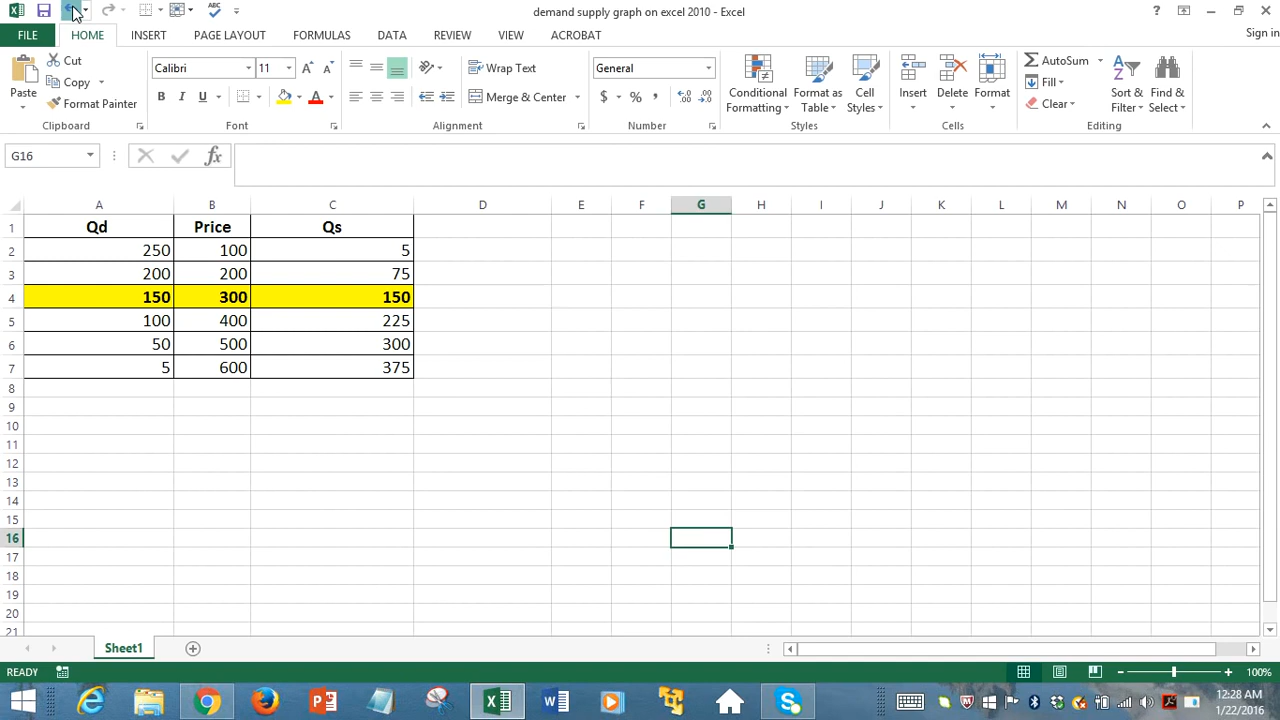 demand supply graph on excel 2010 - Excel
FILE HOME INSERT PAGE LAYOUT FORMULAS DATA REVIEW VIEW ACROBAT Sign in
Paste
Cut
Copy
Format Painter
Clipboard
Calibri 11
B I U
Font
Wrap Text
Merge & Center
Alignment
General
$ % ,
Number
Conditional Formatting
Format as Table
Cell Styles
Styles
Insert
Delete
Format
Cells
AutoSum
Fill
Clear
Sort & Filter
Find & Select
Editing
G16 fx
A B C D E F G H I J K L M N O P
1 Qd Price Qs
2 250 100 5
3 200 200 75
4 150 300 150
5 100 400 225
6 50 500 300
7 5 600 375
8
9
10
11
12
13
14
15
16
17
18
19
20
21
Sheet1
READY 100%
12:28 AM
1/22/2016